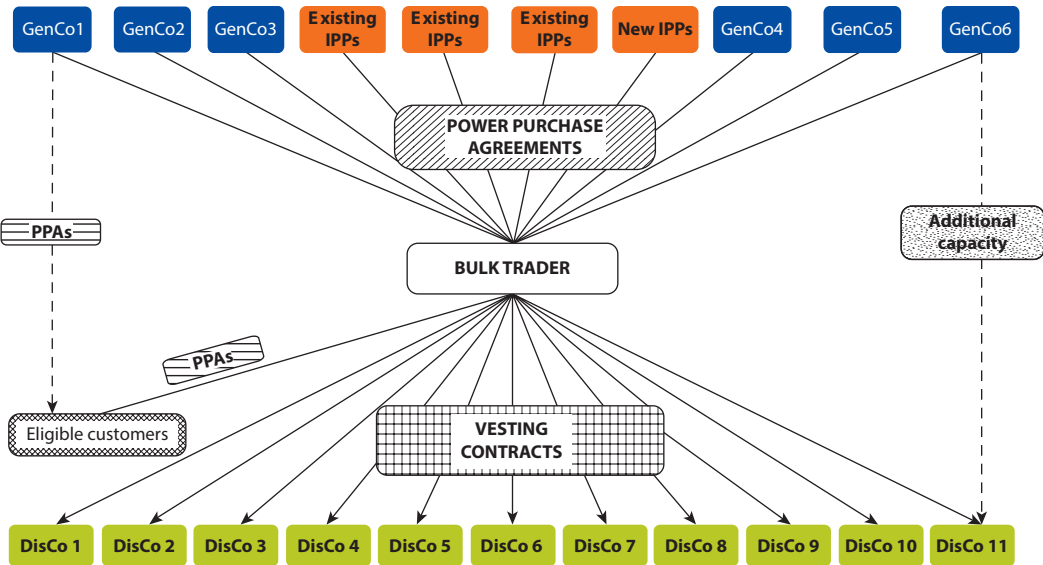 GenCo1
GenCo2
GenCo3
Existing
IPPs
Existing
IPPs
Existing
IPPs
New IPPs
GenCo4
GenCo5
GenCo6
POWER PURCHASE
AGREEMENTS
PPAs
Additional
capacity
BULK TRADER
PPAs
Eligible customers
VESTING
CONTRACTS
DisCo 1
DisCo 2
DisCo 3
DisCo 4
DisCo 5
DisCo 6
DisCo 7
DisCo 8
DisCo 9
DisCo 10
DisCo 11